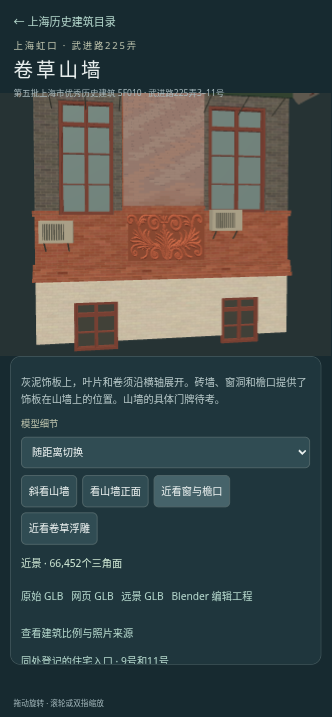 ← 上海历史建筑目录
上海虹口 · 武进路225弄
卷草山墙
第五批上海市优秀历史建筑 5F010 · 武进路225弄3-11号
灰泥饰板上，叶片和卷须沿横轴展开。砖墙、窗洞和檐口提供了
饰板在山墙上的位置。山墙的具体门牌待考。
模型细节
随距离切换
斜看山墙 看山墙正面 近看窗与檐口
近看卷草浮雕
近景 · 66,452个三角面
原始 GLB 网页 GLB 远景 GLB Blender 编辑工程
查看建筑比例与照片来源
同处登记的住宅入口 · 9号和11号
拖动旋转 · 滚轮或双指缩放